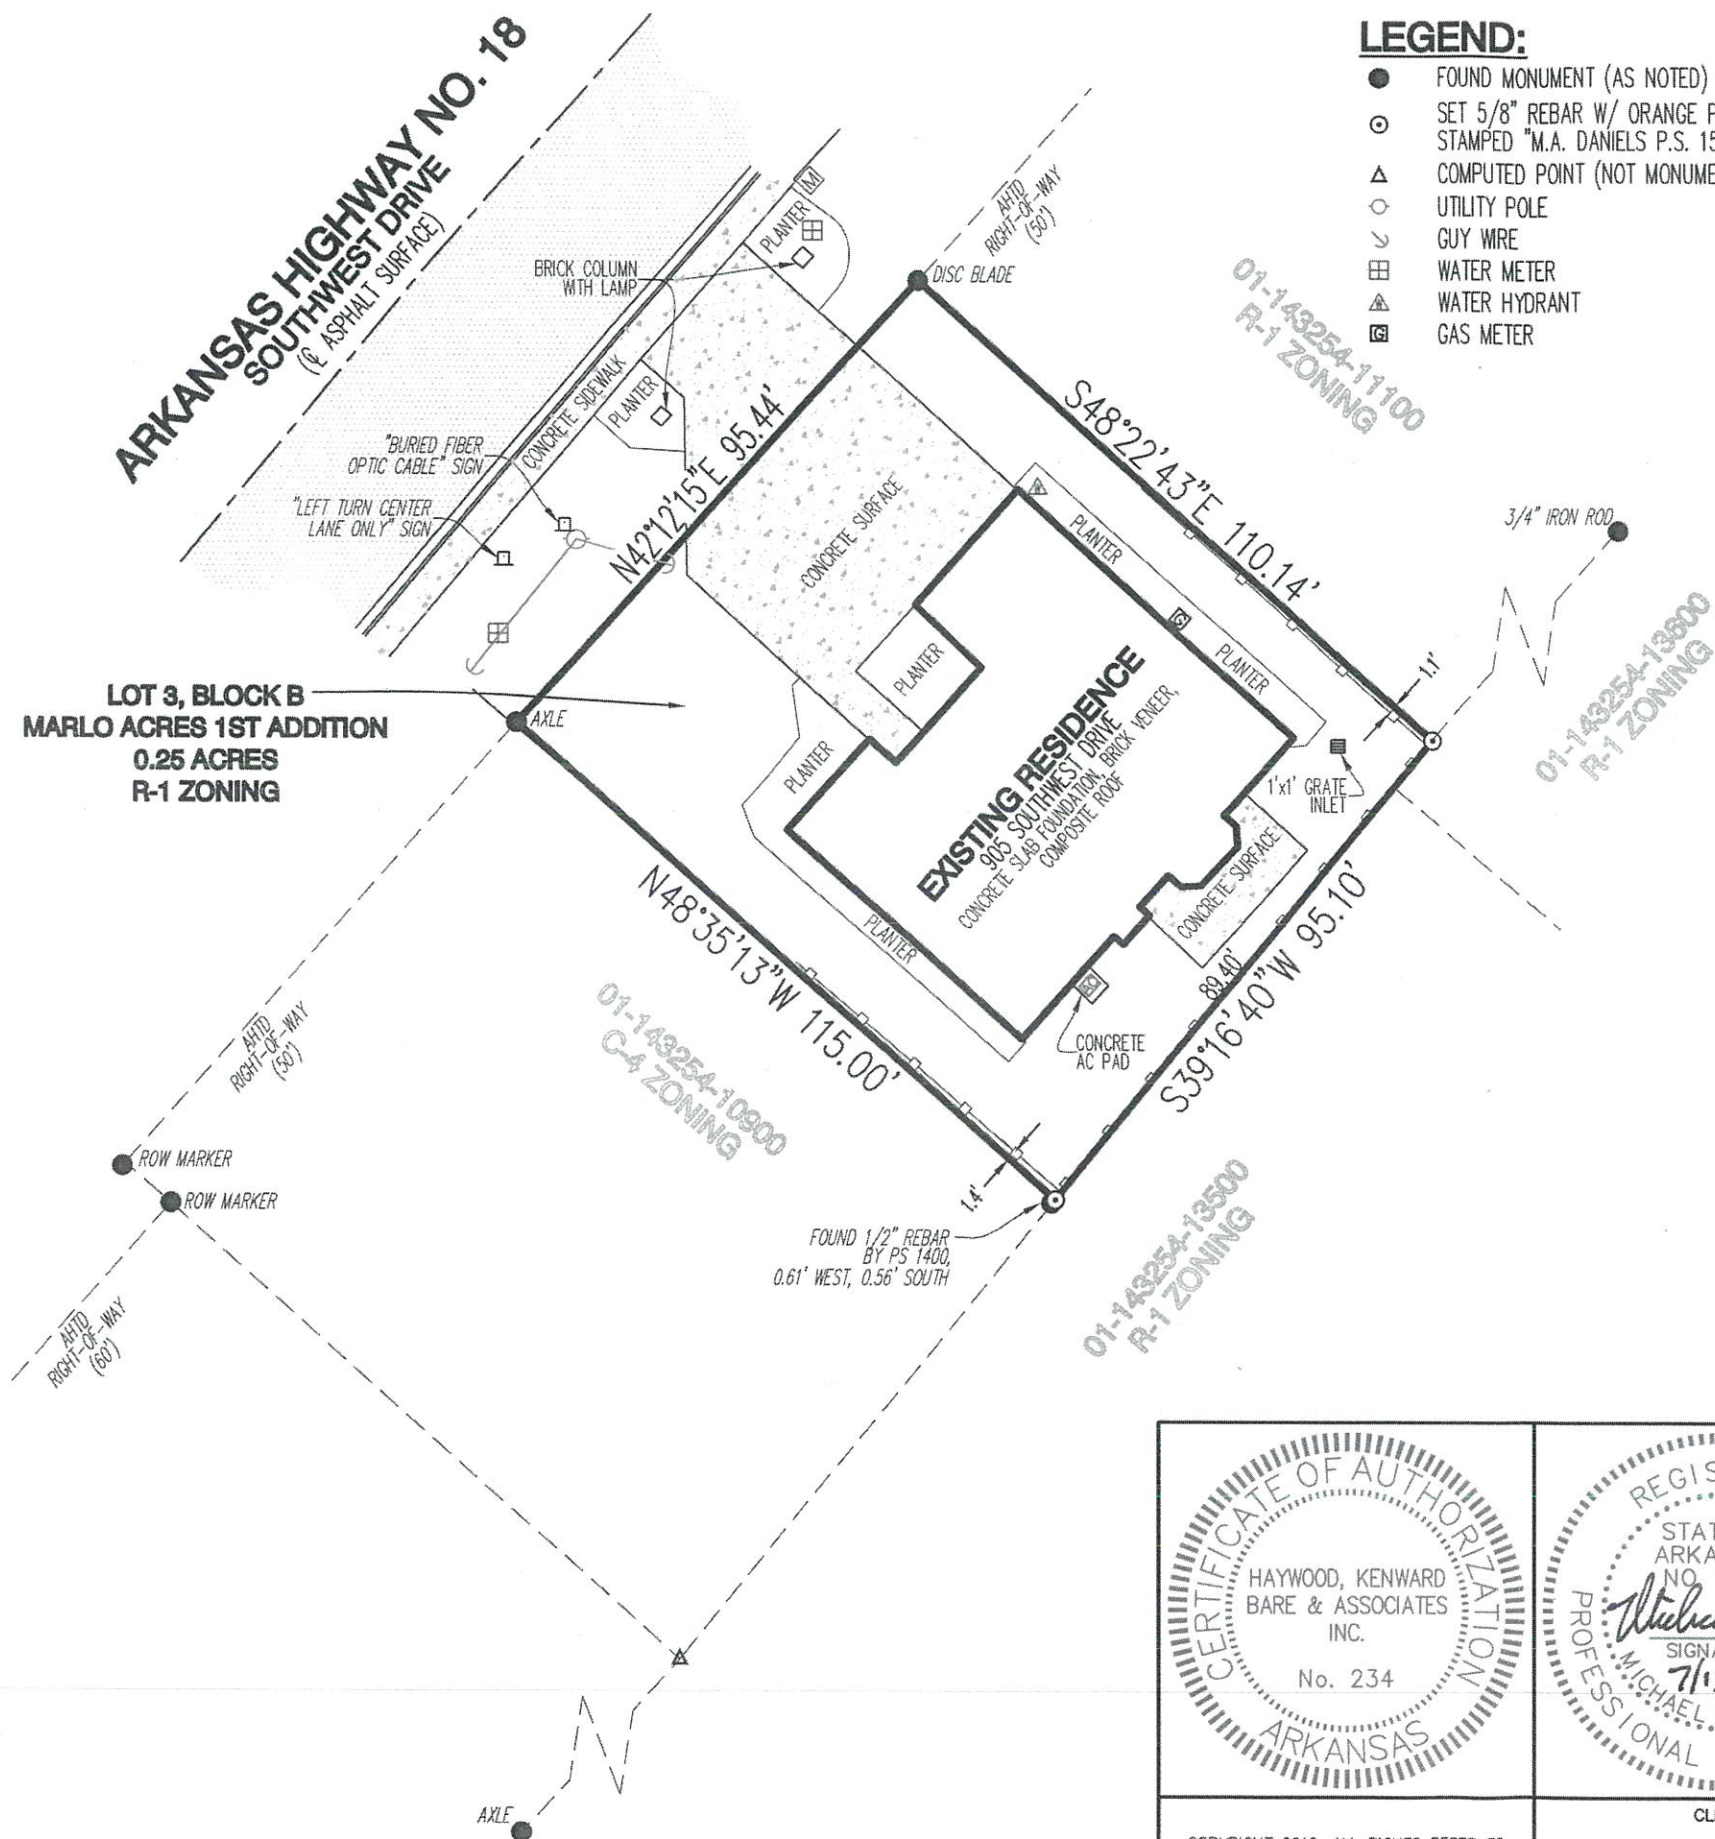 ARKANSAS HIGHWAY NO. 18
SOUTHWEST DRIVE
(℄ ASPHALT SURFACE)
LEGEND:
FOUND MONUMENT (AS NOTED)
SET 5/8" REBAR W/ ORANGE
STAMPED "M.A. DANIELS P.S.
COMPUTED POINT (NOT
UTILITY POLE
GUY WIRE
WATER METER
WATER HYDRANT
GAS METER
AHTD
RIGHT-OF-WAY
(50')
PLANTER
BRICK COLUMN
WITH LAMP
DISC BLADE
01-143254-11100
R-1 ZONING
CONCRETE SIDEWALK
PLANTER
"BURIED FIBER
OPTIC CABLE" SIGN
"LEFT TURN CENTER
LANE ONLY" SIGN
N42°12'15"E 95.44'
S48°22'43"E 110.14'
CONCRETE SURFACE
3/4" IRON ROD
PLANTER
G
PLANTER
PLANTER
1.1'
01-143254-13600
R-1 ZONING
LOT 3, BLOCK B
MARLO ACRES 1ST ADDITION
0.25 ACRES
R-1 ZONING
AXLE
PLANTER
EXISTING RESIDENCE
905 SOUTHWEST DRIVE
CONCRETE SLAB FOUNDATION, BRICK VENEER,
COMPOSITE ROOF
1'x1' GRATE
INLET
CONCRETE SURFACE
PLANTER
N48°35'13"W 115.00'
89.40'
S39°16'40"W 95.10'
AC
CONCRETE
AC PAD
01-143254-10900
C-4 ZONING
AHTD
RIGHT-OF-WAY
(50')
ROW MARKER
ROW MARKER
1.4'
FOUND 1/2" REBAR
BY PS 1400,
0.61' WEST, 0.56' SOUTH
01-143254-13500
R-1 ZONING
AHTD
RIGHT-OF-WAY
(60')
AXLE
CERTIFICATE OF AUTHORIZATION
HAYWOOD, KENWARD
BARE & ASSOCIATES
INC.
No. 234
ARKANSAS
NO
MICHAEL
PROFESSIONAL